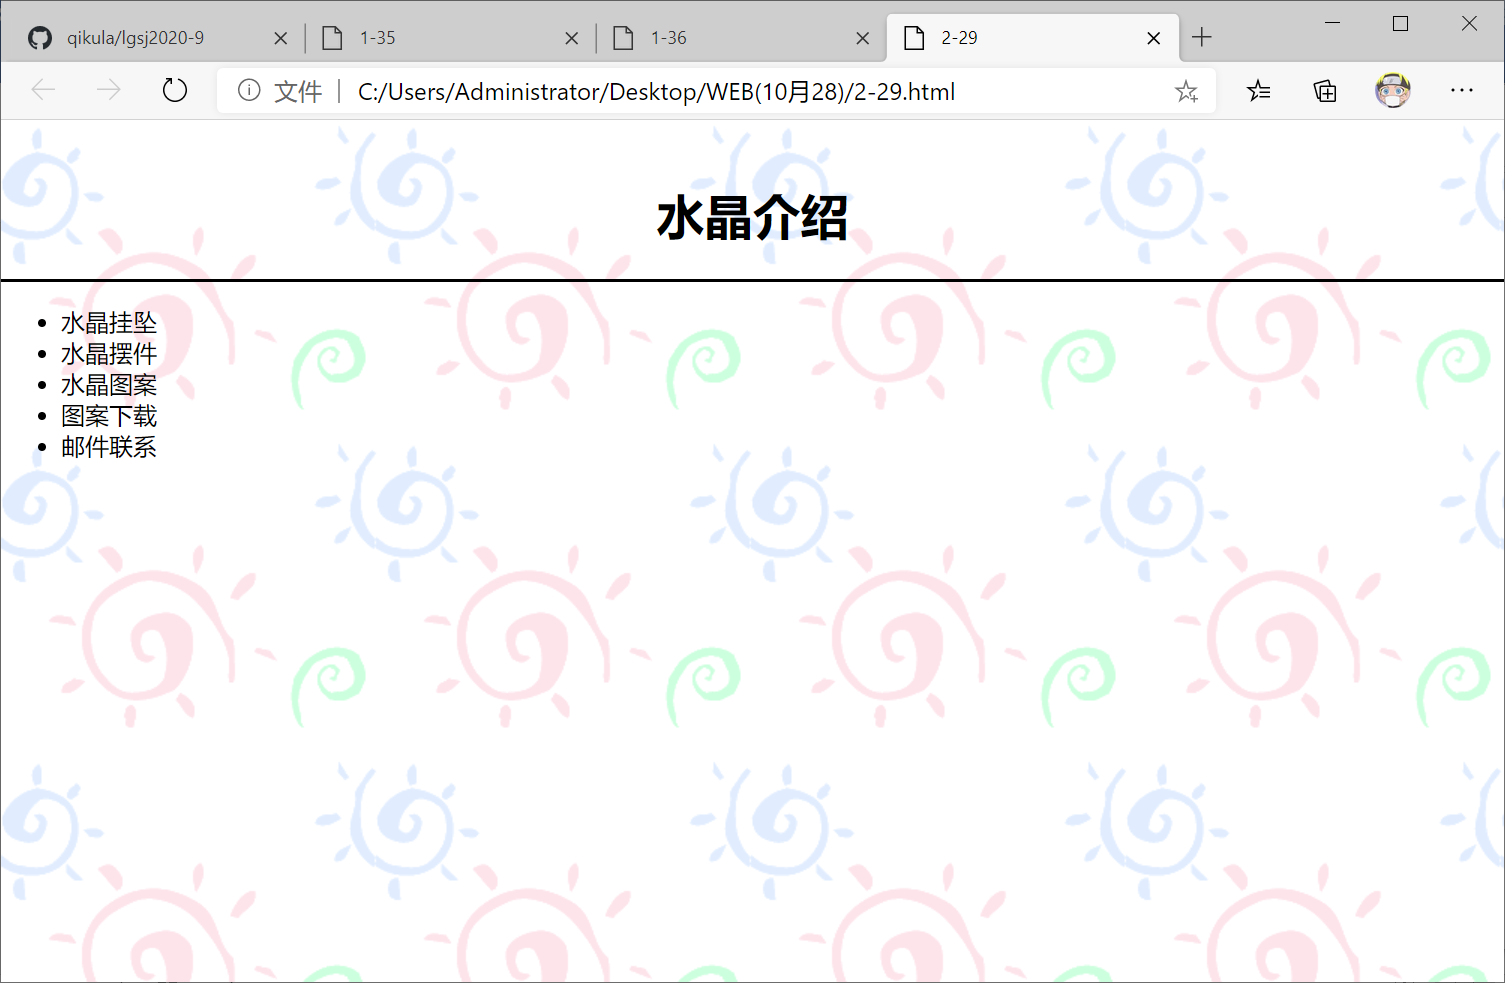 qikula/lgsj2020-9
1-35
1-36
2-29
文件 | C:/Users/Administrator/Desktop/WEB(10月28)/2-29.html
水晶介绍
水晶挂坠
水晶摆件
水晶图案
图案下载
邮件联系